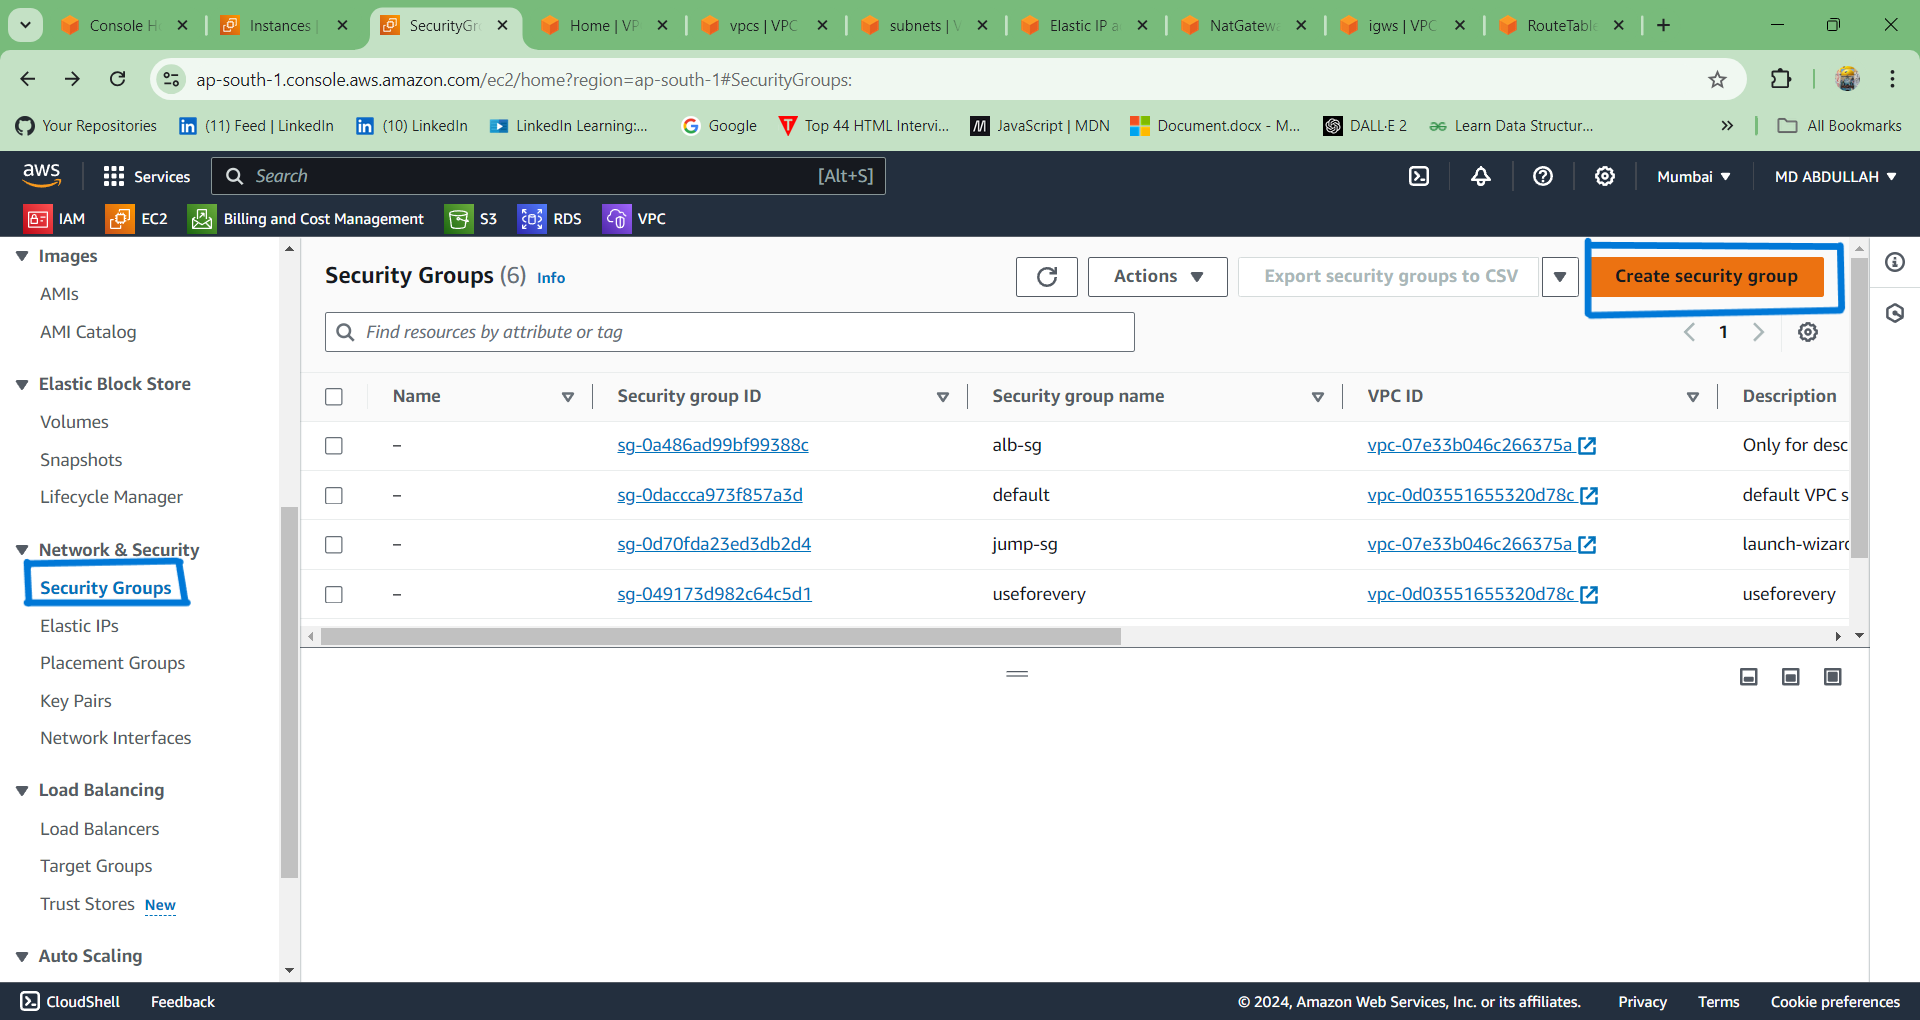 Console H
Instances |
SecurityGr
Home | VP
vpcs | VPC
subnets | V
Elastic IP a
NatGatewa
igws | VPC
RouteTable
ap-south-1.console.aws.amazon.com/ec2/home?region=ap-south-1#SecurityGroups:
Your Repositories
(11) Feed | LinkedIn
(10) LinkedIn
LinkedIn Learning:...
Google
Top 44 HTML Intervi...
JavaScript | MDN
Document.docx - M...
DALL·E 2
Learn Data Structur...
All Bookmarks
aws
Services
Search
[Alt+S]
Mumbai
MD ABDULLAH
IAM
EC2
Billing and Cost Management
S3
RDS
VPC
Images
AMIs
AMI Catalog
Elastic Block Store
Volumes
Snapshots
Lifecycle Manager
Network & Security
Security Groups
Elastic IPs
Placement Groups
Key Pairs
Network Interfaces
Load Balancing
Load Balancers
Target Groups
Trust Stores New
Auto Scaling
Security Groups (6) Info
Actions
Export security groups to CSV
Create security group
Find resources by attribute or tag
1
Name
Security group ID
Security group name
VPC ID
Description
– sg-0a486ad99bf99388c alb-sg vpc-07e33b046c266375a Only for desc
– sg-0daccca973f857a3d default vpc-0d03551655320d78c default VPC s
– sg-0d70fda23ed3db2d4 jump-sg vpc-07e33b046c266375a launch-wizard
– sg-049173d982c64c5d1 useforevery vpc-0d03551655320d78c useforevery
CloudShell
Feedback
© 2024, Amazon Web Services, Inc. or its affiliates.
Privacy
Terms
Cookie preferences